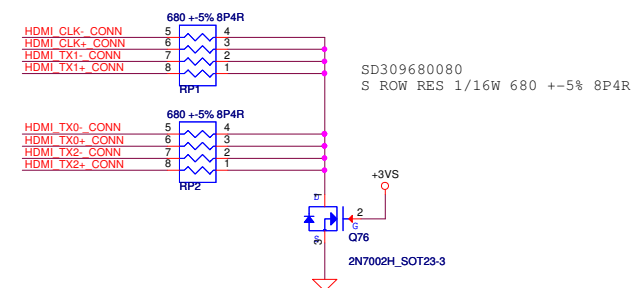 680 +-5% 8P4R
HDMI_CLK-_CONN 5 4
HDMI_CLK+_CONN 6 3
HDMI_TX1-_CONN 7 2
HDMI_TX1+_CONN 8 1
RP1
SD309680080
S ROW RES 1/16W 680 +-5% 8P4R
680 +-5% 8P4R
HDMI_TX0-_CONN 5 4
HDMI_TX0+_CONN 6 3
HDMI_TX2-_CONN 7 2
HDMI_TX2+_CONN 8 1
RP2
+3VS
D 1
2
G
S 3
Q76
2N7002H_SOT23-3